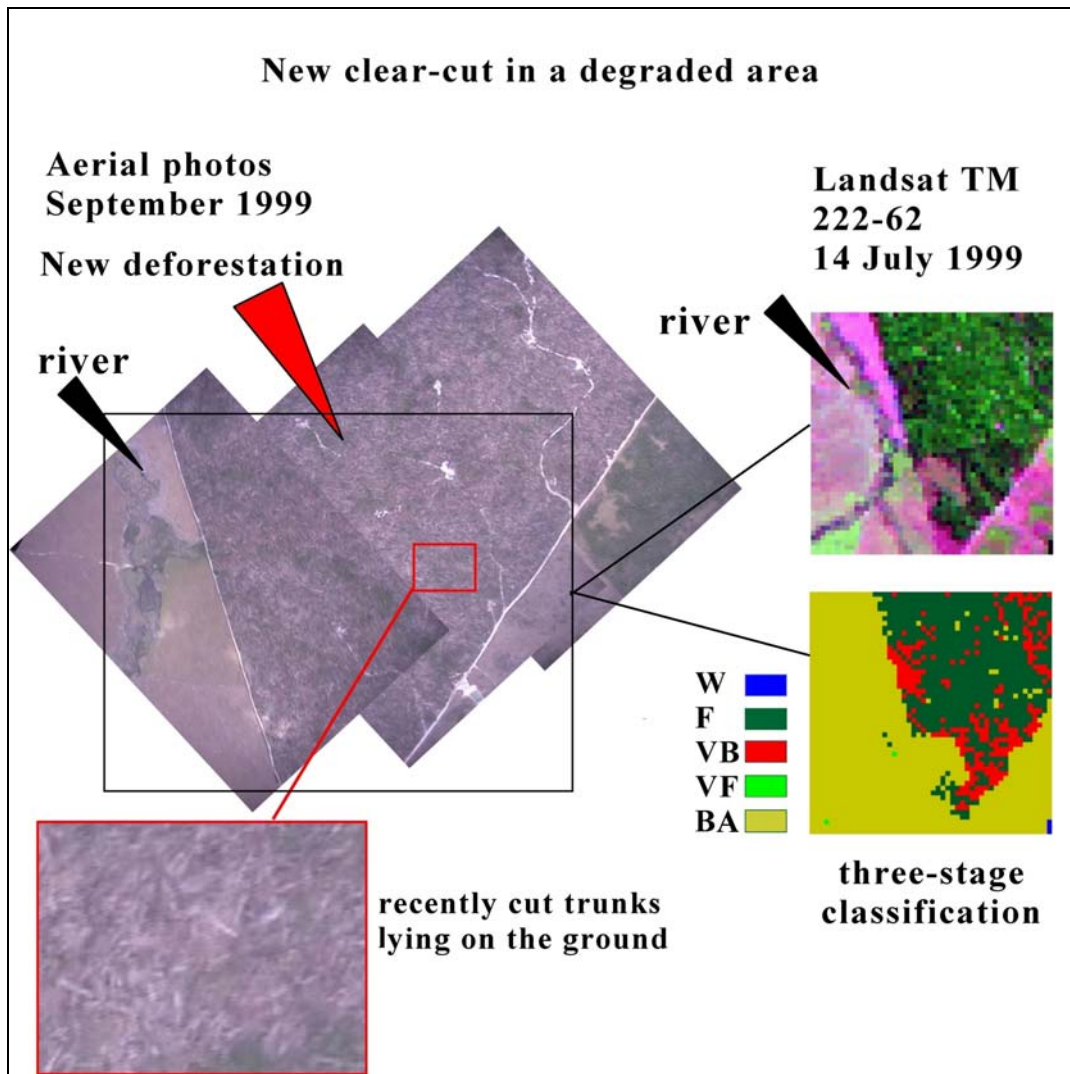 New clear-cut in a degraded area
Aerial photos
September 1999
New deforestation
river
Landsat TM
222-62
14 July 1999
river
W
F
VB
VF
BA
three-stage
classification
recently cut trunks
lying on the ground